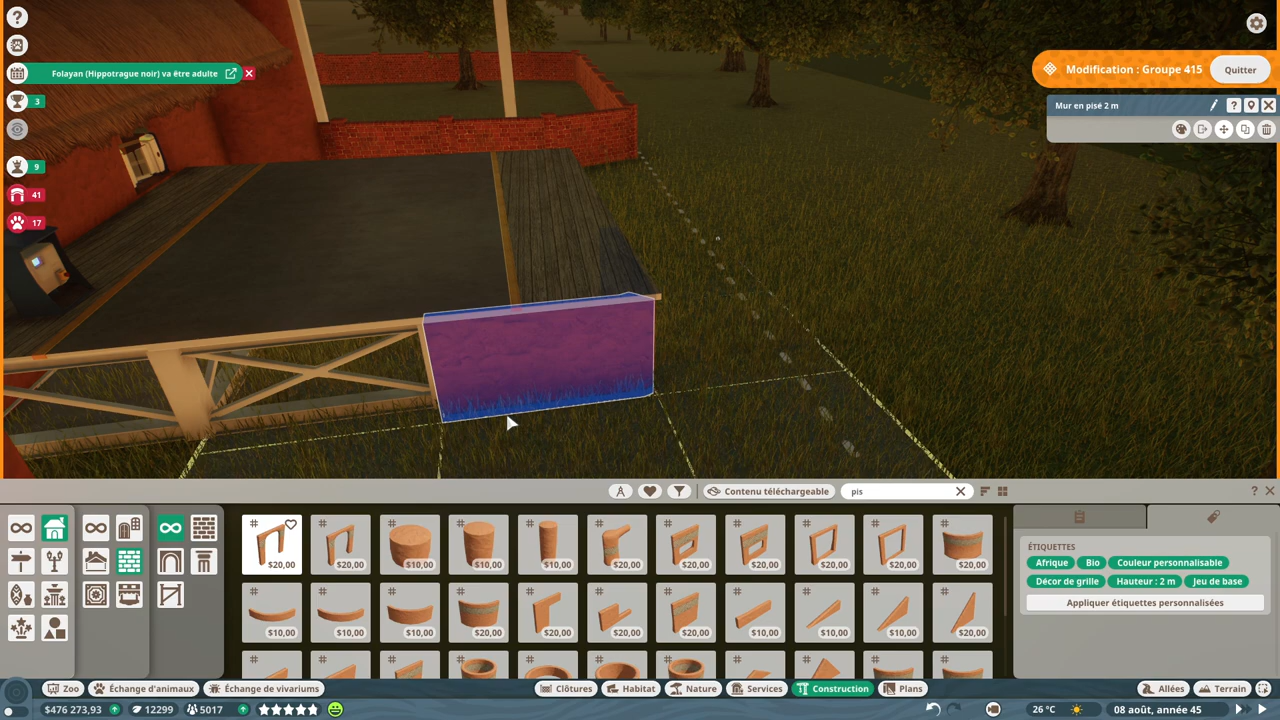 Folayan (Hippotrague noir) va être adulte
3
9
41
17
Modification : Groupe 415
Quitter
Mur en pisé 2 m
?
?
Contenu téléchargeable
pis
?
$20,00
$20,00
$10,00
$10,00
$10,00
$20,00
$20,00
$20,00
$20,00
$20,00
$20,00
$10,00
$10,00
$10,00
$20,00
$20,00
$20,00
$20,00
$10,00
$10,00
$20,00
$20,00
ÉTIQUETTES
Afrique
Bio
Couleur personnalisable
Décor de grille
Hauteur : 2 m
Jeu de base
Appliquer étiquettes personnalisées
Zoo
Échange d'animaux
Échange de vivariums
Clôtures
Habitat
Nature
Services
Construction
Plans
Allées
Terrain
$476 273,93
12299
5017
26 °C
08 août, année 45